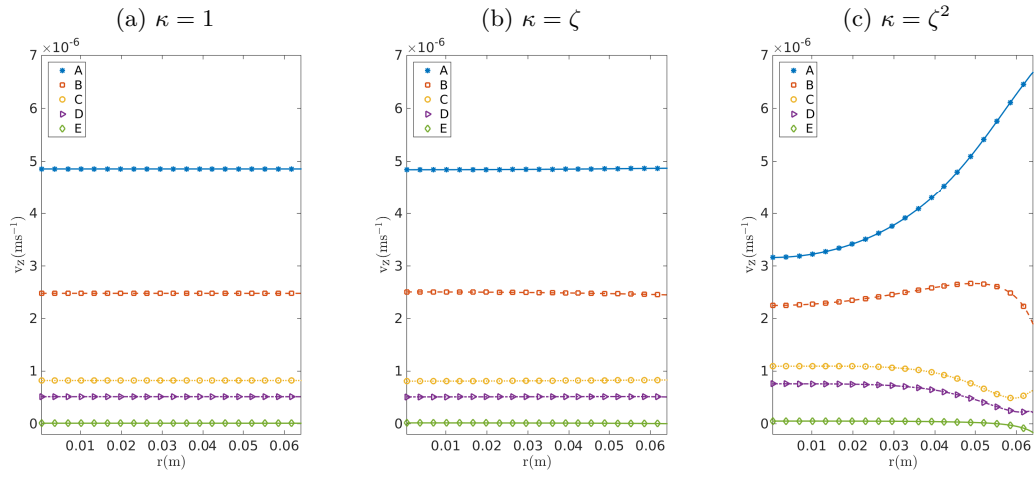 (a) κ = 1
×10⁻⁶
7
6
5
4
3
2
1
0
v_z(ms⁻¹)
A
B
C
D
E
0.01 0.02 0.03 0.04 0.05 0.06
r(m)
(b) κ = ζ
×10⁻⁶
7
6
5
4
3
2
1
0
v_z(ms⁻¹)
A
B
C
D
E
0.01 0.02 0.03 0.04 0.05 0.06
r(m)
(c) κ = ζ²
×10⁻⁶
7
6
5
4
3
2
1
0
v_z(ms⁻¹)
A
B
C
D
E
0.01 0.02 0.03 0.04 0.05 0.06
r(m)